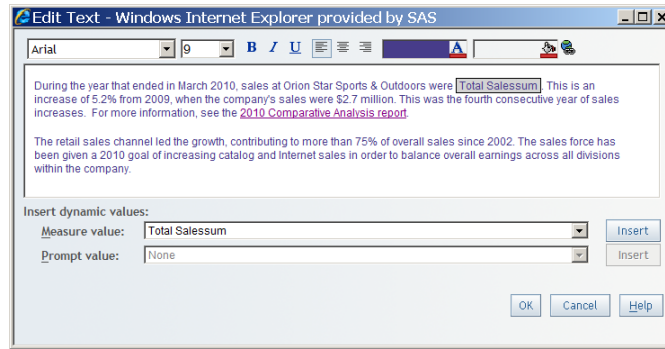 Edit Text - Windows Internet Explorer provided by SAS
Arial 9 B I U A
During the year that ended in March 2010, sales at Orion Star Sports & Outdoors were Total Salessum. This is an
increase of 5.2% from 2009, when the company's sales were $2.7 million. This was the fourth consecutive year of sales
increases. For more information, see the 2010 Comparative Analysis report.
The retail sales channel led the growth, contributing to more than 75% of overall sales since 2002. The sales force has
been given a 2010 goal of increasing catalog and Internet sales in order to balance overall earnings across all divisions
within the company.
Insert dynamic values:
Measure value: Total Salessum Insert
Prompt value: None Insert
OK Cancel Help